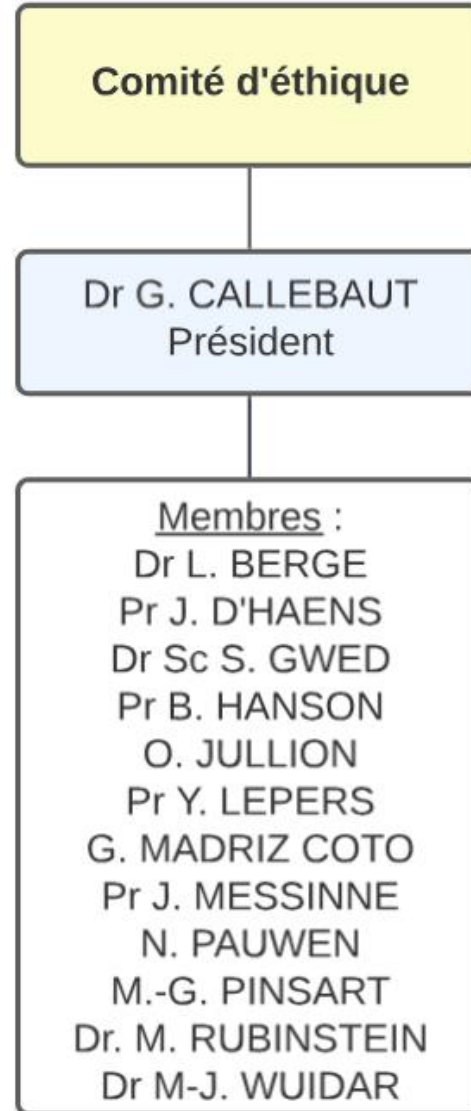 Comité d'éthique
Dr G. CALLEBAUT
Président
Membres :
Dr L. BERGE
Pr J. D'HAENS
Dr Sc S. GWED
Pr B. HANSON
O. JULLION
Pr Y. LEPERS
G. MADRIZ COTO
Pr J. MESSINNE
N. PAUWEN
M.-G. PINSART
Dr. M. RUBINSTEIN
Dr M-J. WUIDAR